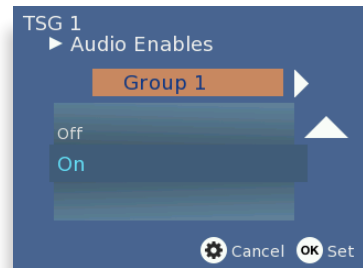 TSG 1
Audio Enables
Group 1
Off
On
Cancel OK Set